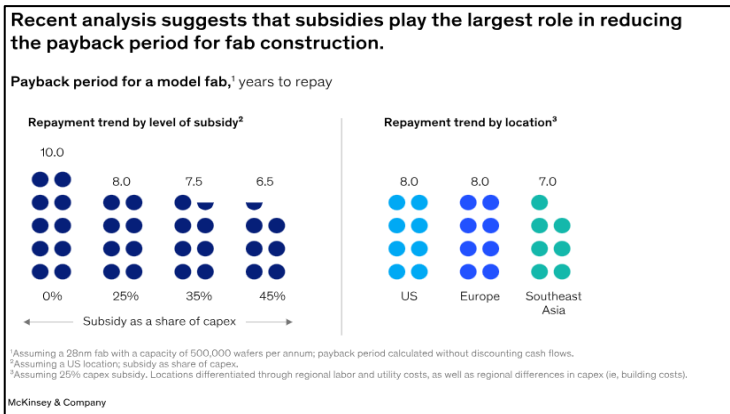 Recent analysis suggests that subsidies play the largest role in reducing
the payback period for fab construction.
Payback period for a model fab,¹ years to repay
Repayment trend by level of subsidy²
10.0
8.0
7.5
6.5
0%
25%
35%
45%
Subsidy as a share of capex
Repayment trend by location³
8.0
8.0
7.0
US
Europe
Southeast
Asia
¹Assuming a 28nm fab with a capacity of 500,000 wafers per annum; payback period calculated without discounting cash flows.
²Assuming a US location; subsidy as share of capex.
³Assuming 25% capex subsidy. Locations differentiated through regional labor and utility costs, as well as regional differences in capex (ie, building costs).
McKinsey & Company